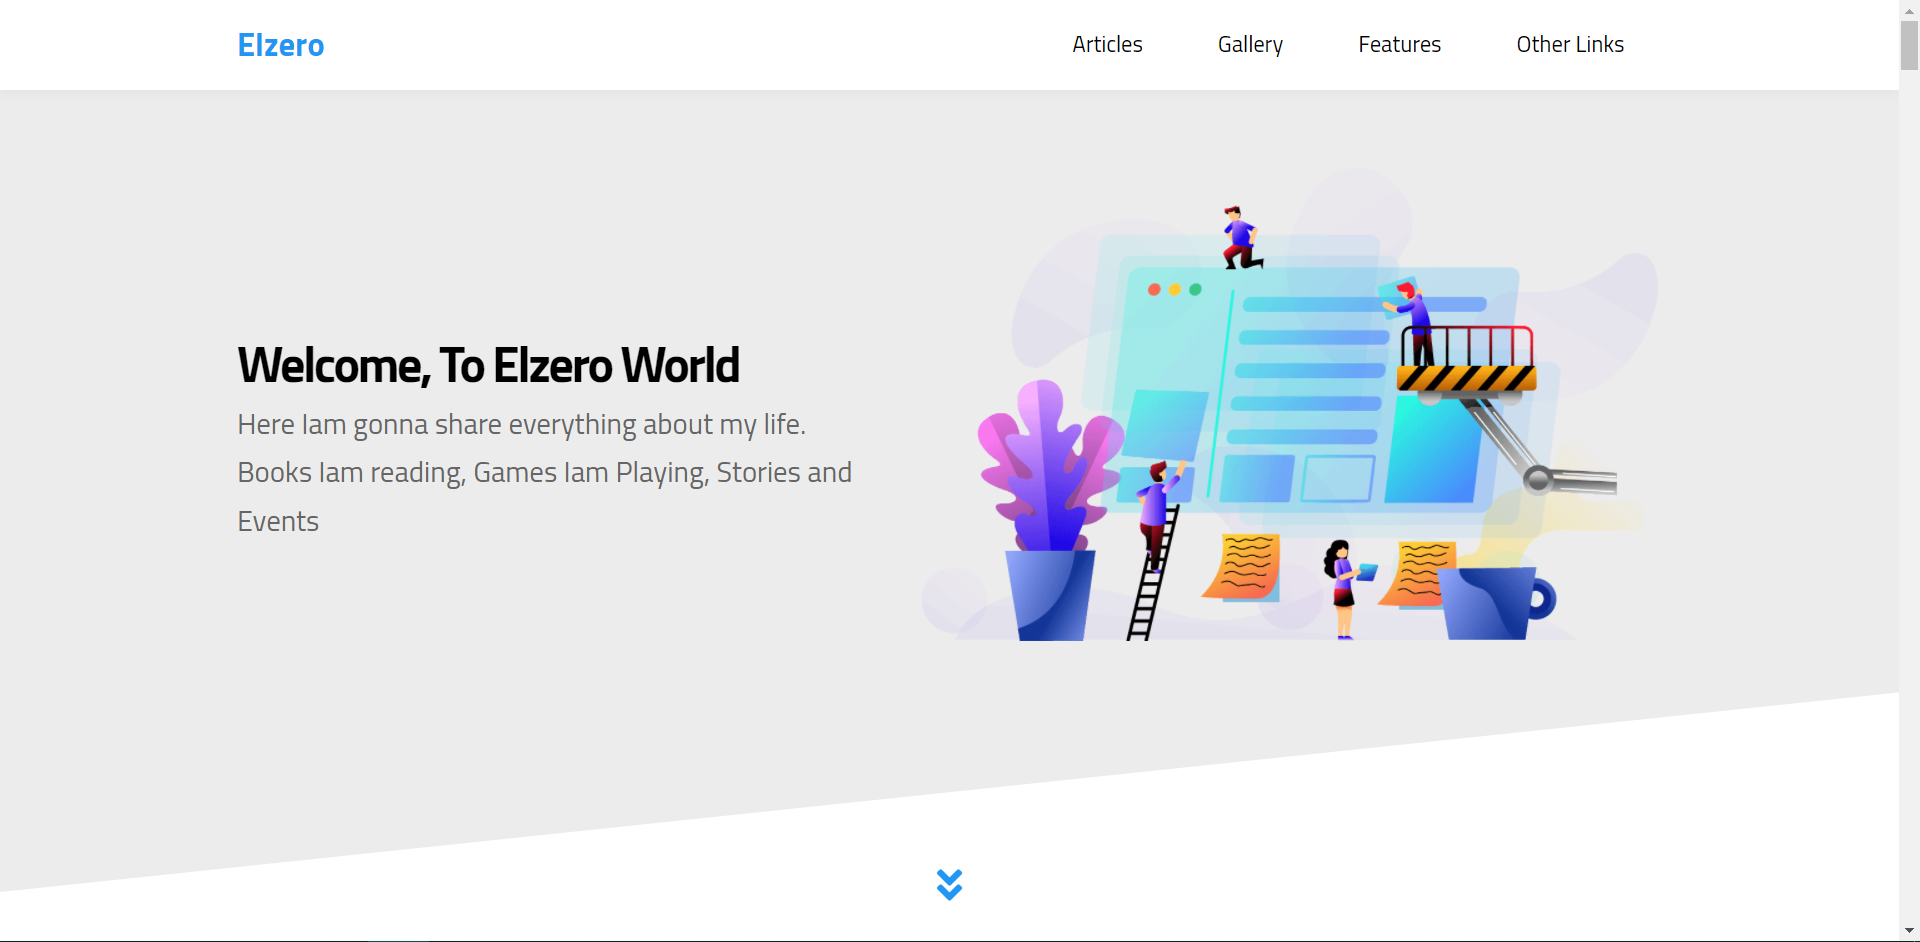 Elzero
Articles
Gallery
Features
Other Links
Welcome, To Elzero World
Here Iam gonna share everything about my life.
Books Iam reading, Games Iam Playing, Stories and
Events